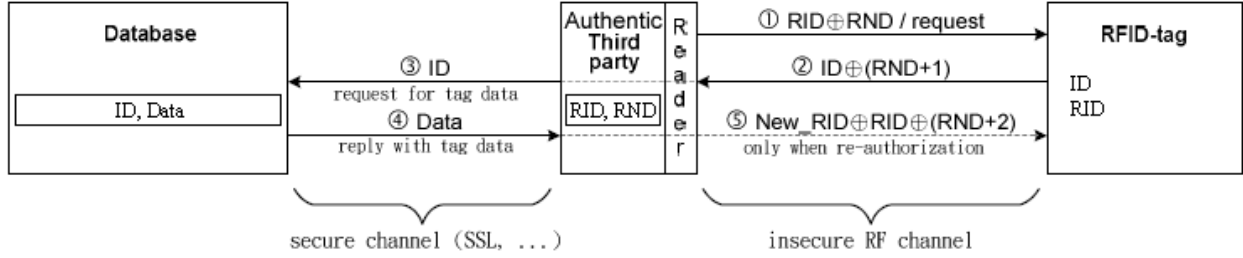 Database
ID, Data
③ ID
request for tag data
④ Data
reply with tag data
Authentic
Third
party
RID, RND
Reader
① RID⊕RND / request
② ID⊕(RND+1)
⑤ New_RID⊕RID⊕(RND+2)
only when re-authorization
RFID-tag
ID
RID
secure channel (SSL, ...)
insecure RF channel